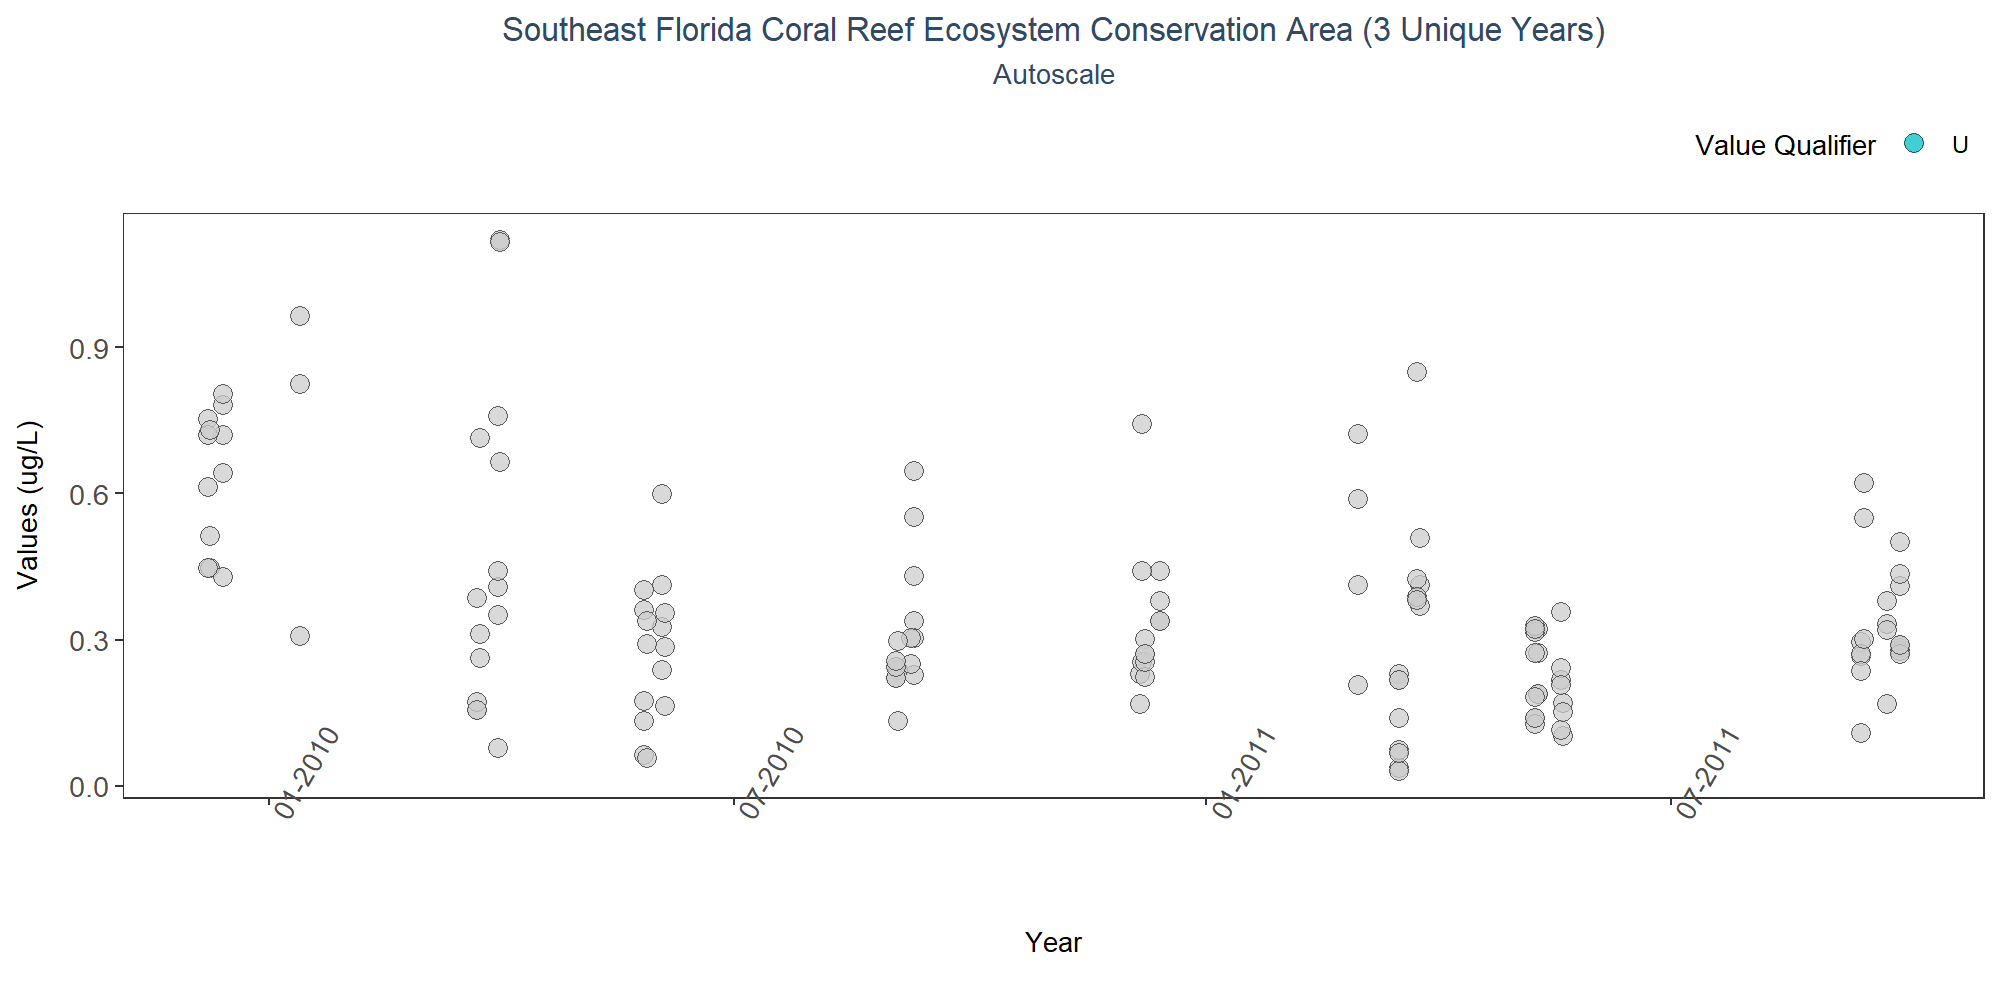 Southeast Florida Coral Reef Ecosystem Conservation Area (3 Unique Years)
Autoscale
Value Qualifier U
Values (ug/L)
0.9
0.6
0.3
0.0
01-2010 07-2010 01-2011 07-2011
Year